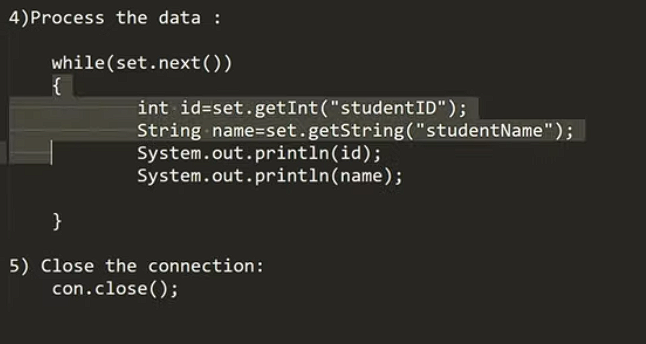 4)Process the data :
while(set.next())
{
int id=set.getInt("studentID");
String name=set.getString("studentName");
System.out.println(id);
System.out.println(name);
}
5) Close the connection:
con.close();